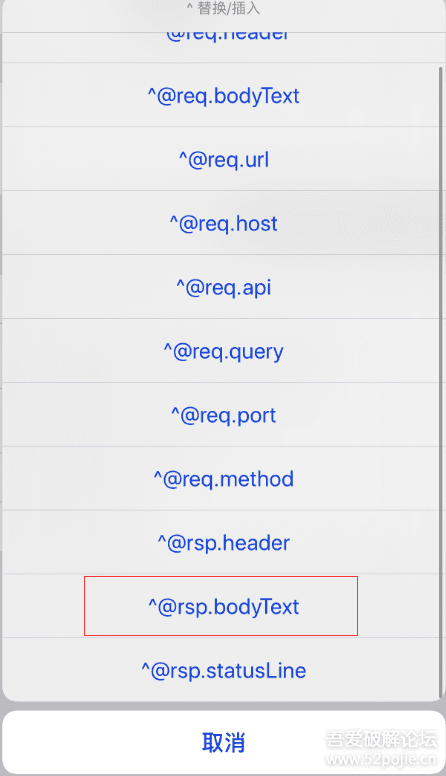 ^ 替换/插入
^@req.header
^@req.bodyText
^@req.url
^@req.host
^@req.api
^@req.query
^@req.port
^@req.method
^@rsp.header
^@rsp.bodyText
^@rsp.statusLine
取消
吾爱破解论坛
www.52pojie.cn